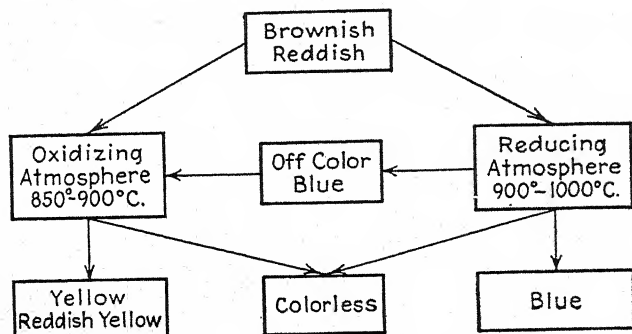 Brownish
Reddish
Oxidizing
Atmosphere
850°-900°C.
Off Color
Blue
Reducing
Atmosphere
900°-1000°C.
Yellow
Reddish Yellow
Colorless
Blue